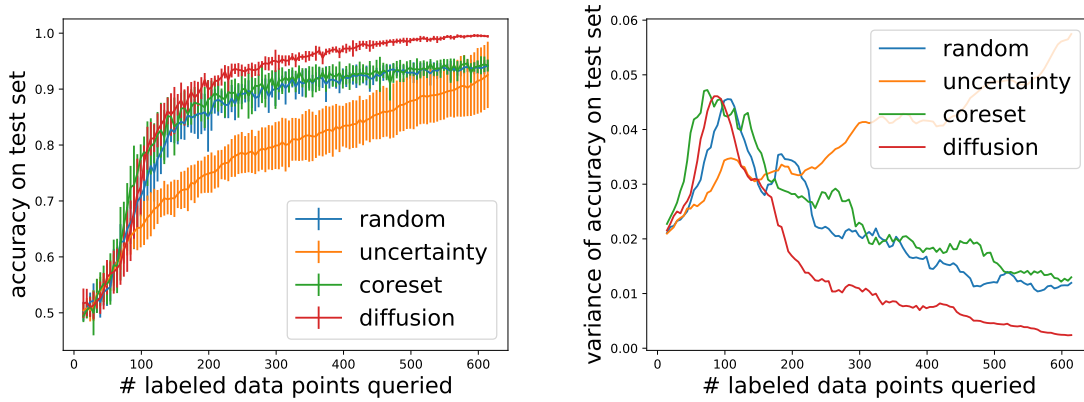 accuracy on test set
1.0
0.9
0.8
0.7
0.6
0.5
0
100
200
300
400
500
600
# labeled data points queried
random
uncertainty
coreset
diffusion
variance of accuracy on test set
0.06
0.05
0.04
0.03
0.02
0.01
0.00
0
100
200
300
400
500
600
# labeled data points queried
random
uncertainty
coreset
diffusion